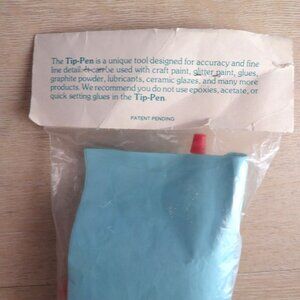 The Tip-Pen is a unique tool designed for accuracy and fine
line detail. It can be used with craft paint, glitter paint, glues,
graphite powder, lubricants, ceramic glazes, and many more
products. We recommend you do not use epoxies, acetate, or
quick setting glues in the Tip-Pen.
PATENT PENDING